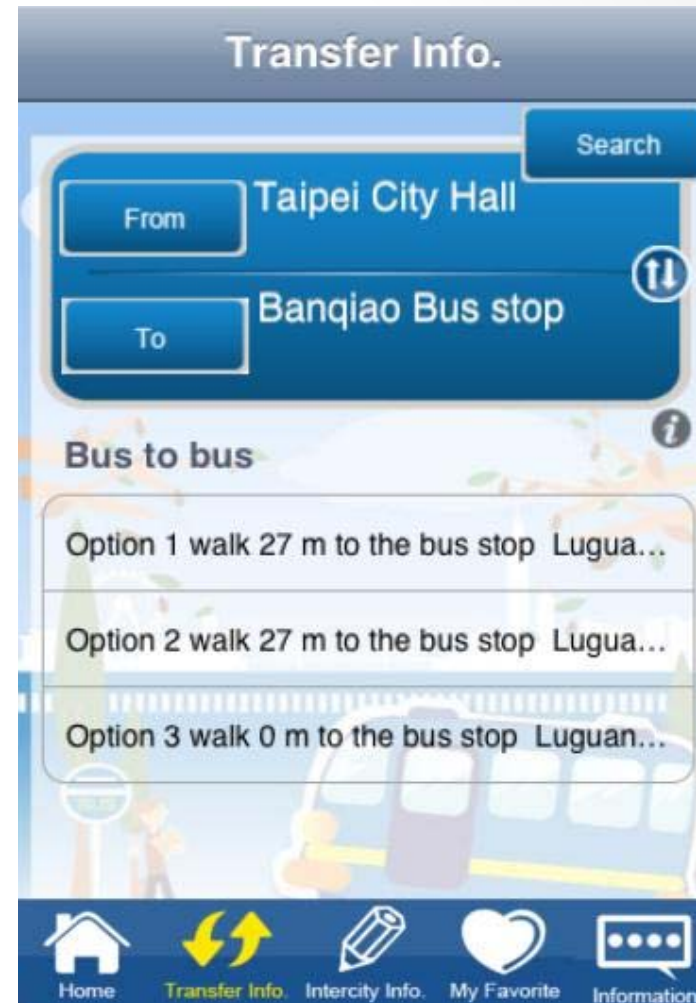 Transfer Info.
Search
From
Taipei City Hall
To
Banqiao Bus stop
Bus to bus
Option 1 walk 27 m to the bus stop Lugua...
Option 2 walk 27 m to the bus stop Lugua...
Option 3 walk 0 m to the bus stop Luguan...
Home
Transfer Info.
Intercity Info.
My Favorite
Information